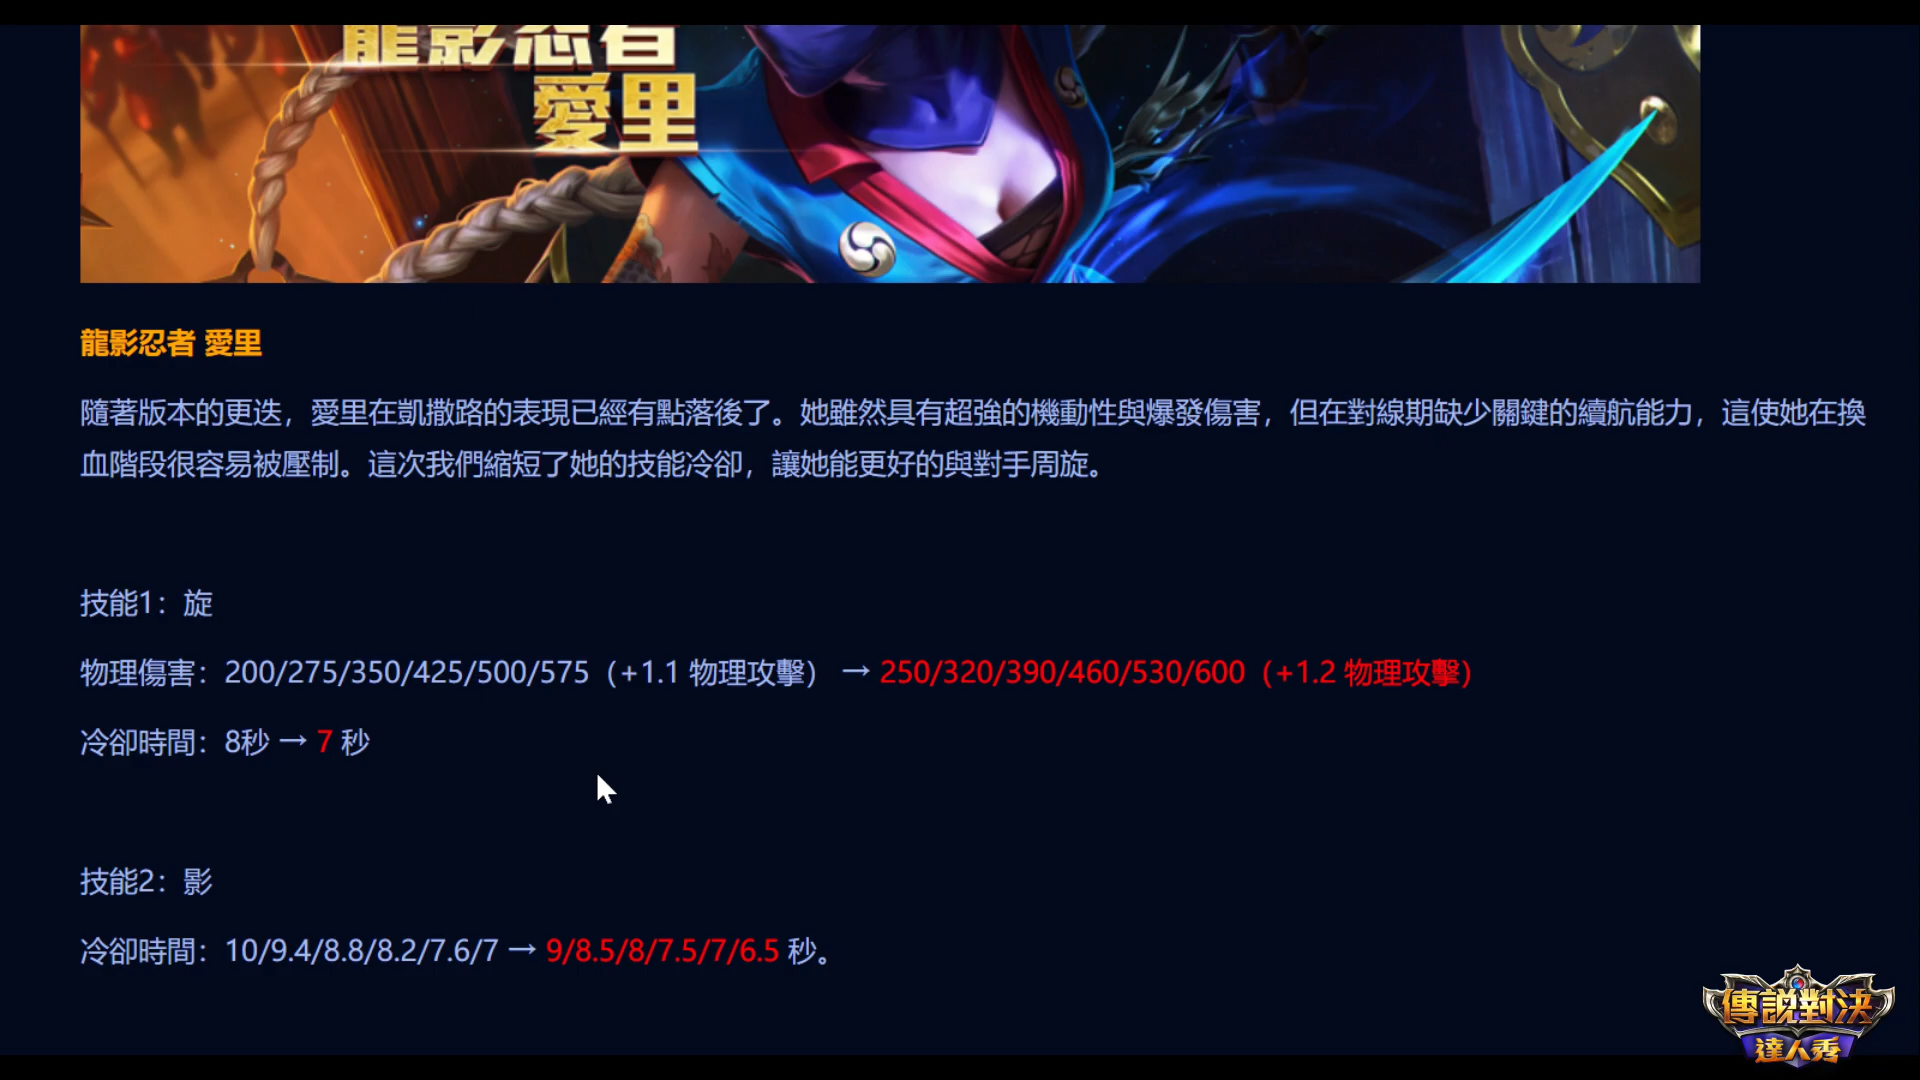 龍影忍者
愛里
龍影忍者 愛里
隨著版本的更迭，愛里在凱撒路的表現已經有點落後了。她雖然具有超強的機動性與爆發傷害，但在對線期缺少關鍵的續航能力，這使她在換
血階段很容易被壓制。這次我們縮短了她的技能冷卻，讓她能更好的與對手周旋。
技能1：旋
物理傷害：200/275/350/425/500/575（+1.1 物理攻擊） → 250/320/390/460/530/600（+1.2 物理攻擊）
冷卻時間：8秒 → 7 秒
技能2：影
冷卻時間：10/9.4/8.8/8.2/7.6/7 → 9/8.5/8/7.5/7/6.5 秒。
傳說對決
達人秀